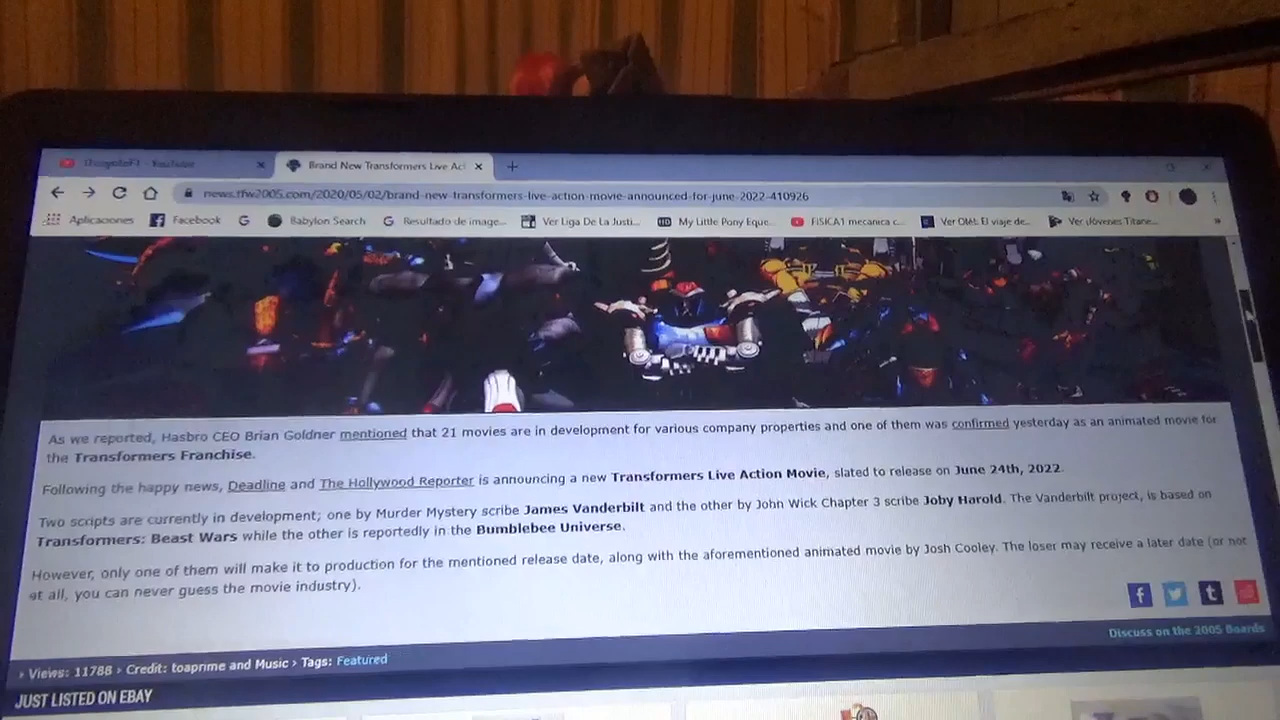 Brand New Transformers Live Act
news.tfw2005.com/2020/05/02/brand-new-transformers-live-action-movie-announced-for-june-2022-410926
Aplicaciones Facebook Babylon Search Resultado de image... Ver Liga De La Justi... My Little Pony Eque... FISICA1 mecanica c... Ver Olé!: El viaje de... Ver ¡Jóvenes Titane...
As we reported, Hasbro CEO Brian Goldner mentioned that 21 movies are in development for various company properties and one of them was confirmed yesterday as an animated movie for
the Transformers Franchise.
Following the happy news, Deadline and The Hollywood Reporter is announcing a new Transformers Live Action Movie, slated to release on June 24th, 2022.
Two scripts are currently in development; one by Murder Mystery scribe James Vanderbilt and the other by John Wick Chapter 3 scribe Joby Harold. The Vanderbilt project, is based on
Transformers: Beast Wars while the other is reportedly in the Bumblebee Universe.
However, only one of them will make it to production for the mentioned release date, along with the aforementioned animated movie by Josh Cooley. The loser may receive a later date (or not
at all, you can never guess the movie industry).
Discuss on the 2005 Boards
› Views: 11788 › Credit: toaprime and Music › Tags: Featured
JUST LISTED ON EBAY